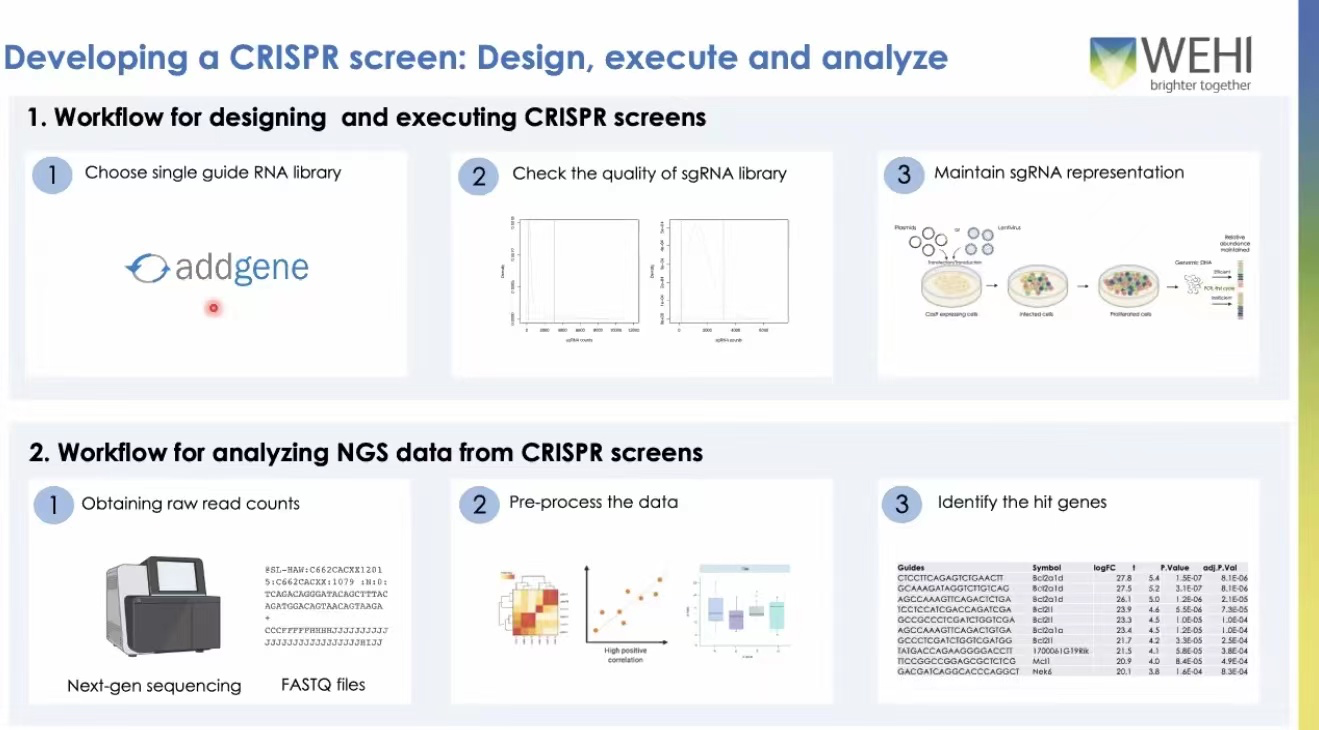 Developing a CRISPR screen: Design, execute and analyze
WEHI
brighter together
1. Workflow for designing and executing CRISPR screens
1
Choose single guide RNA library
addgene
2
Check the quality of sgRNA library
Density
sgRNA counts
Density
sgRNA counts
3
Maintain sgRNA representation
Plasmids
or
Lentivirus
Transfection/Transduction
Cas9 expressing cells
Infected cells
Proliferated cells
Genomic DNA
Relative
abundance
maintained
2. Workflow for analyzing NGS data from CRISPR screens
1
Obtaining raw read counts
@SL-HAW:C662CACXX1201
5:C662CACXX:1079 :N:0:
TCAGACAGGGATACAGCTTTAC
AGATGGACAGTAACAGTAAGA
+
Next-gen sequencing
FASTQ files
2
Pre-process the data
High positive
correlation
3
Identify the hit genes
Guides Symbol logFC t P.Value adj.P.Val
CTCCTTCAGAGTCTGAACTT Bcl2a1d 27.8 5.4 1.5E-07 8.1E-06
GCAAAGATAGGTCTTGTCAG Bcl2a1d 27.5 5.2 3.1E-07 8.1E-06
AGCCAAAGTTCAGACTCTGA Bcl2a1d 26.1 5.0 1.2E-06 2.1E-05
TCCTCCATCGACCAGATCGA Bcl2l1 23.9 4.6 5.5E-06 7.3E-05
GCCGCCCTCGATCTGGTCGA Bcl2l1 23.3 4.5 1.0E-05 1.0E-04
AGCCAAAGTTCAGACTGTGA Bcl2a1a 23.4 4.5 1.2E-05 1.0E-04
GCCCTCGATCTGGTCGATGG Bcl2l1 21.7 4.2 3.3E-05 2.5E-04
TATGACCAGAAGGGGACCTT 1700061G19Rik 21.5 4.1 5.8E-05 3.8E-04
TTCCGGCCGGAGCGCTCTCG Mctl1 20.9 4.0 8.4E-05 4.9E-04
GACGATCAGGCACCCAGGCT Nek6 20.1 3.8 1.6E-04 8.3E-04